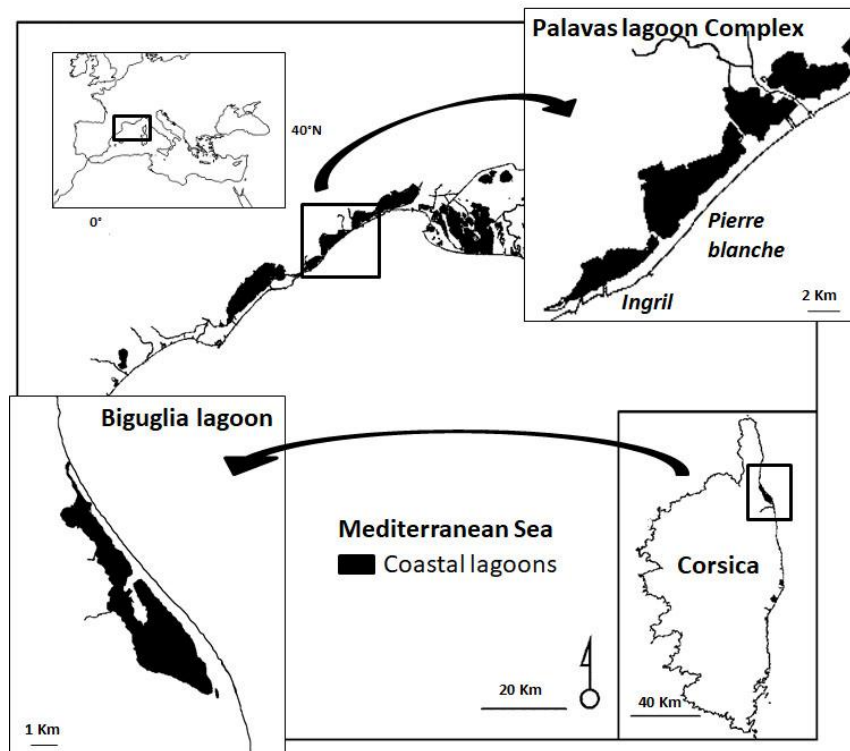 Palavas lagoon Complex
40°N
0°
Pierre
blanche
Ingril
2 Km
Biguglia lagoon
Mediterranean Sea
Coastal lagoons
Corsica
20 Km
40 Km
1 Km